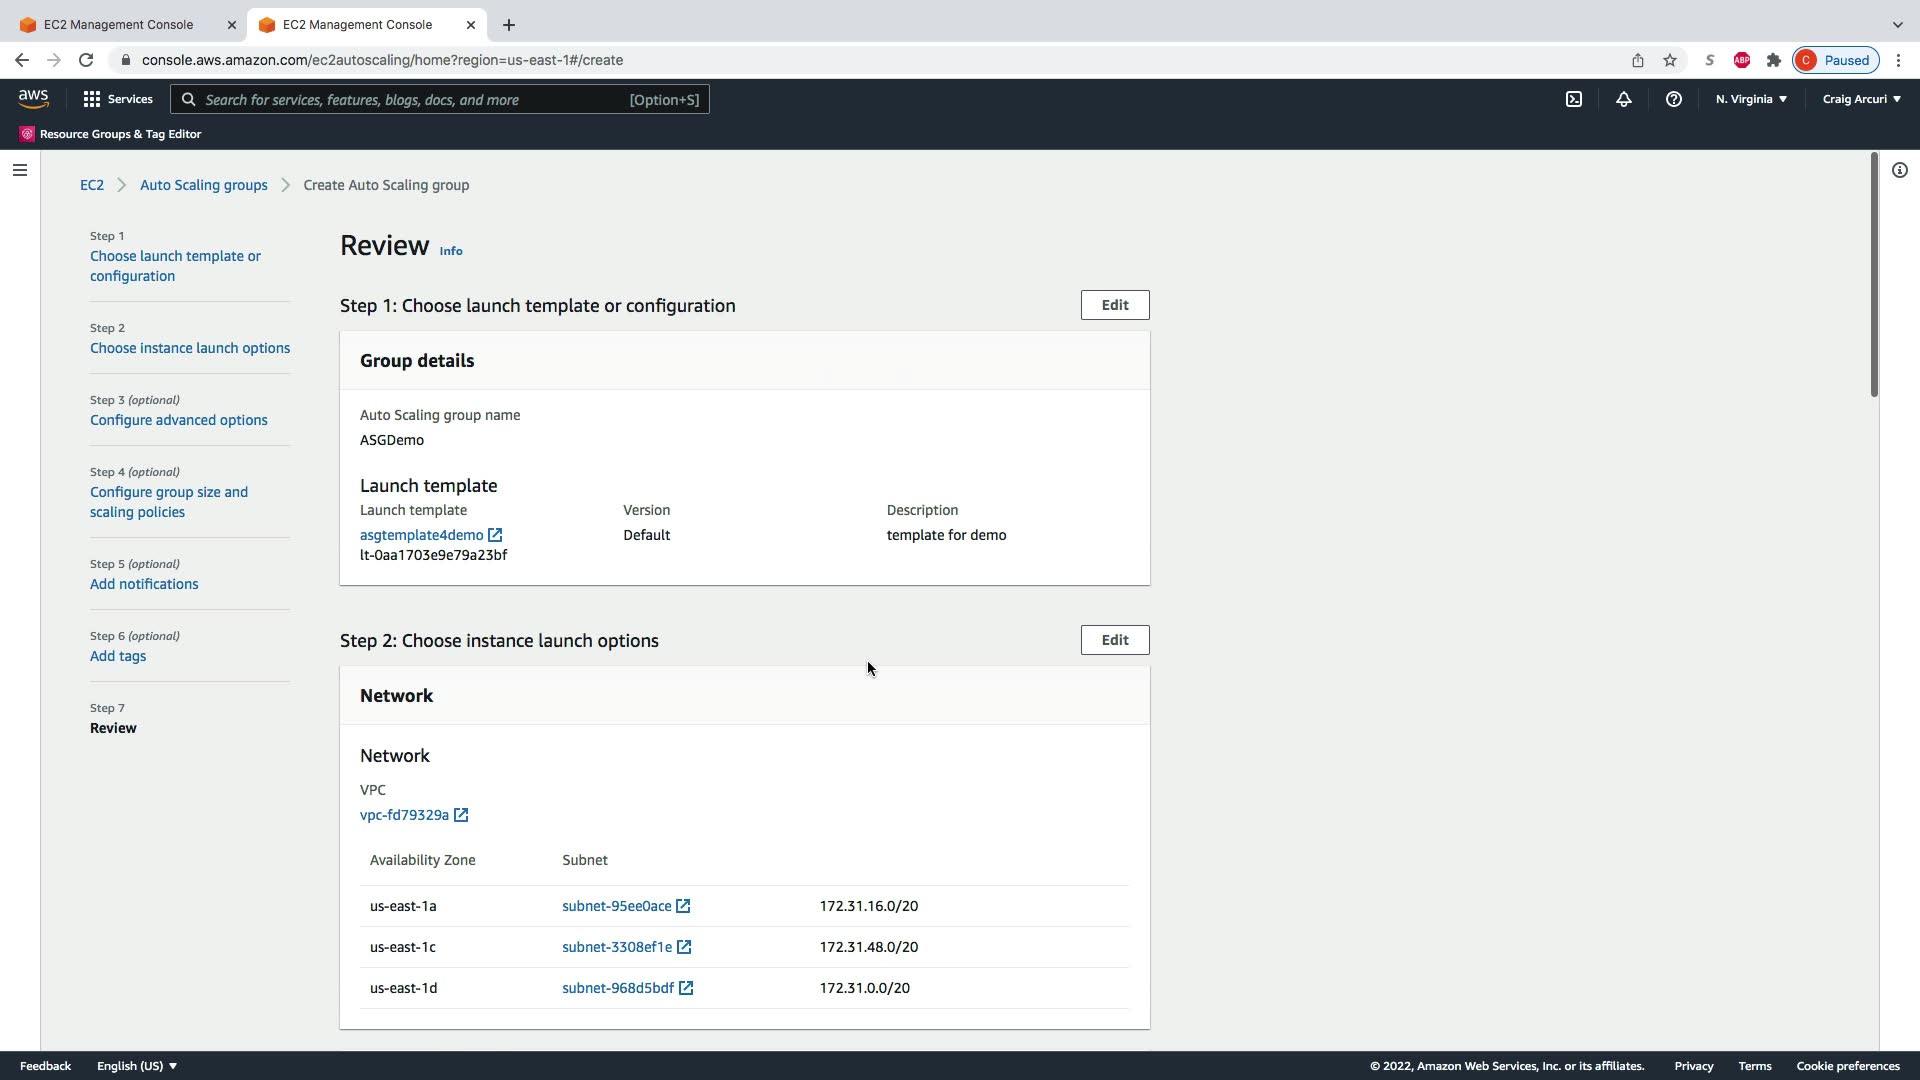 EC2 Management Console
EC2 Management Console
console.aws.amazon.com/ec2autoscaling/home?region=us-east-1#/create
S
ABP
C Paused
aws
Services
Search for services, features, blogs, docs, and more [Option+S]
N. Virginia
Craig Arcuri
Resource Groups & Tag Editor
EC2 Auto Scaling groups Create Auto Scaling group
Step 1
Choose launch template or
configuration
Step 2
Choose instance launch options
Step 3 (optional)
Configure advanced options
Step 4 (optional)
Configure group size and
scaling policies
Step 5 (optional)
Add notifications
Step 6 (optional)
Add tags
Step 7
Review
Review Info
Step 1: Choose launch template or configuration
Edit
Group details
Auto Scaling group name
ASGDemo
Launch template
Launch template Version Description
asgtemplate4demo Default template for demo
lt-0aa1703e9e79a23bf
Step 2: Choose instance launch options
Edit
Network
Network
VPC
vpc-fd79329a
Availability Zone Subnet
us-east-1a subnet-95ee0ace 172.31.16.0/20
us-east-1c subnet-3308ef1e 172.31.48.0/20
us-east-1d subnet-968d5bdf 172.31.0.0/20
Feedback English (US) © 2022, Amazon Web Services, Inc. or its affiliates. Privacy Terms Cookie preferences